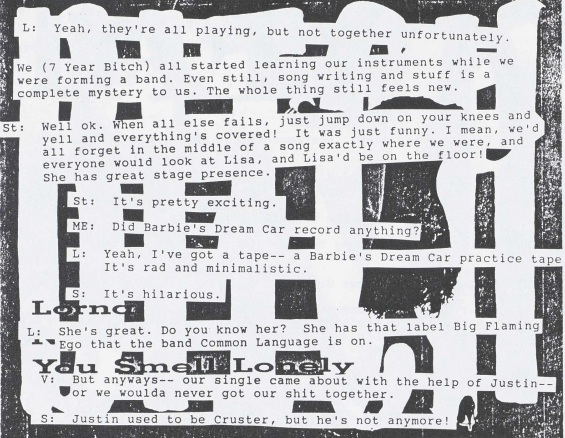 L: Yeah, they're all playing, but not together unfortunately.
We (7 Year Bitch) all started learning our instruments while we
were forming a band. Even still, song writing and stuff is a
complete mystery to us. The whole thing still feels new.
St: Well ok. When all else fails, just jump down on your knees and
yell and everything's covered! It was just funny. I mean, we'd
all forget in the middle of a song exactly where we were, and
everyone would look at Lisa, and Lisa'd be on the floor!
She has great stage presence.
St: It's pretty exciting.
ME: Did Barbie's Dream Car record anything?
L: Yeah, I've got a tape-- a Barbie's Dream Car practice tape
It's rad and minimalistic.
S: It's hilarious.
Lorna
L: She's great. Do you know her? She has that label Big Flaming
Ego that the band Common Language is on.
You Smell Lonely
V: But anyways-- our single came about with the help of Justin--
or we woulda never got our shit together.
S: Justin used to be Cruster, but he's not anymore!